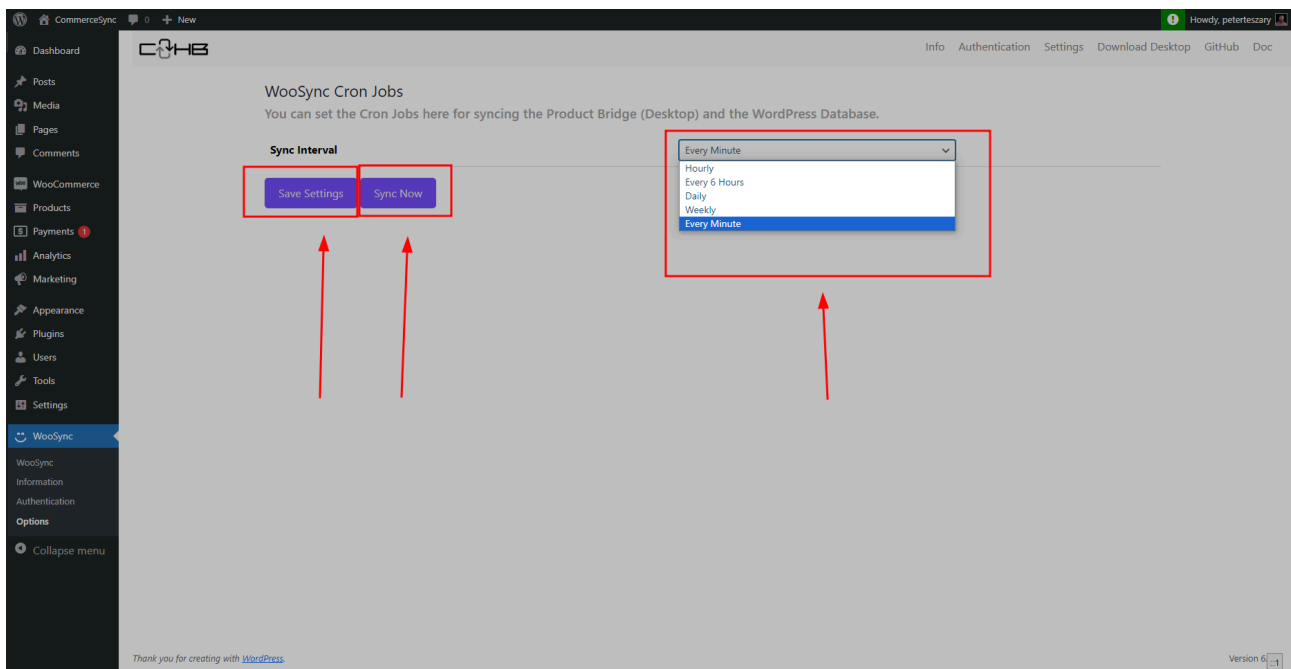 CommerceSync 0 + New
Howdy, peterteszary
Dashboard
Posts
Media
Pages
Comments
WooCommerce
Products
Payments 1
Analytics
Marketing
Appearance
Plugins
Users
Tools
Settings
WooSync
WooSync
Information
Authentication
Options
Collapse menu
Info Authentication Settings Download Desktop GitHub Doc
WooSync Cron Jobs
You can set the Cron Jobs here for syncing the Product Bridge (Desktop) and the WordPress Database.
Sync Interval
Every Minute
Hourly
Every 6 Hours
Daily
Weekly
Every Minute
Save Settings
Sync Now
Thank you for creating with WordPress.
Version 6.
::1